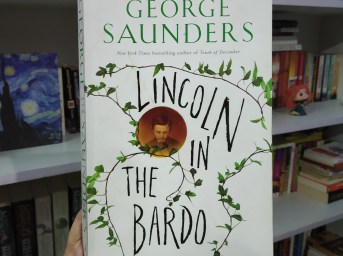 GEORGE
SAUNDERS
New York Times bestselling author of Tenth of December
LINCOLN
IN
THE
BARDO